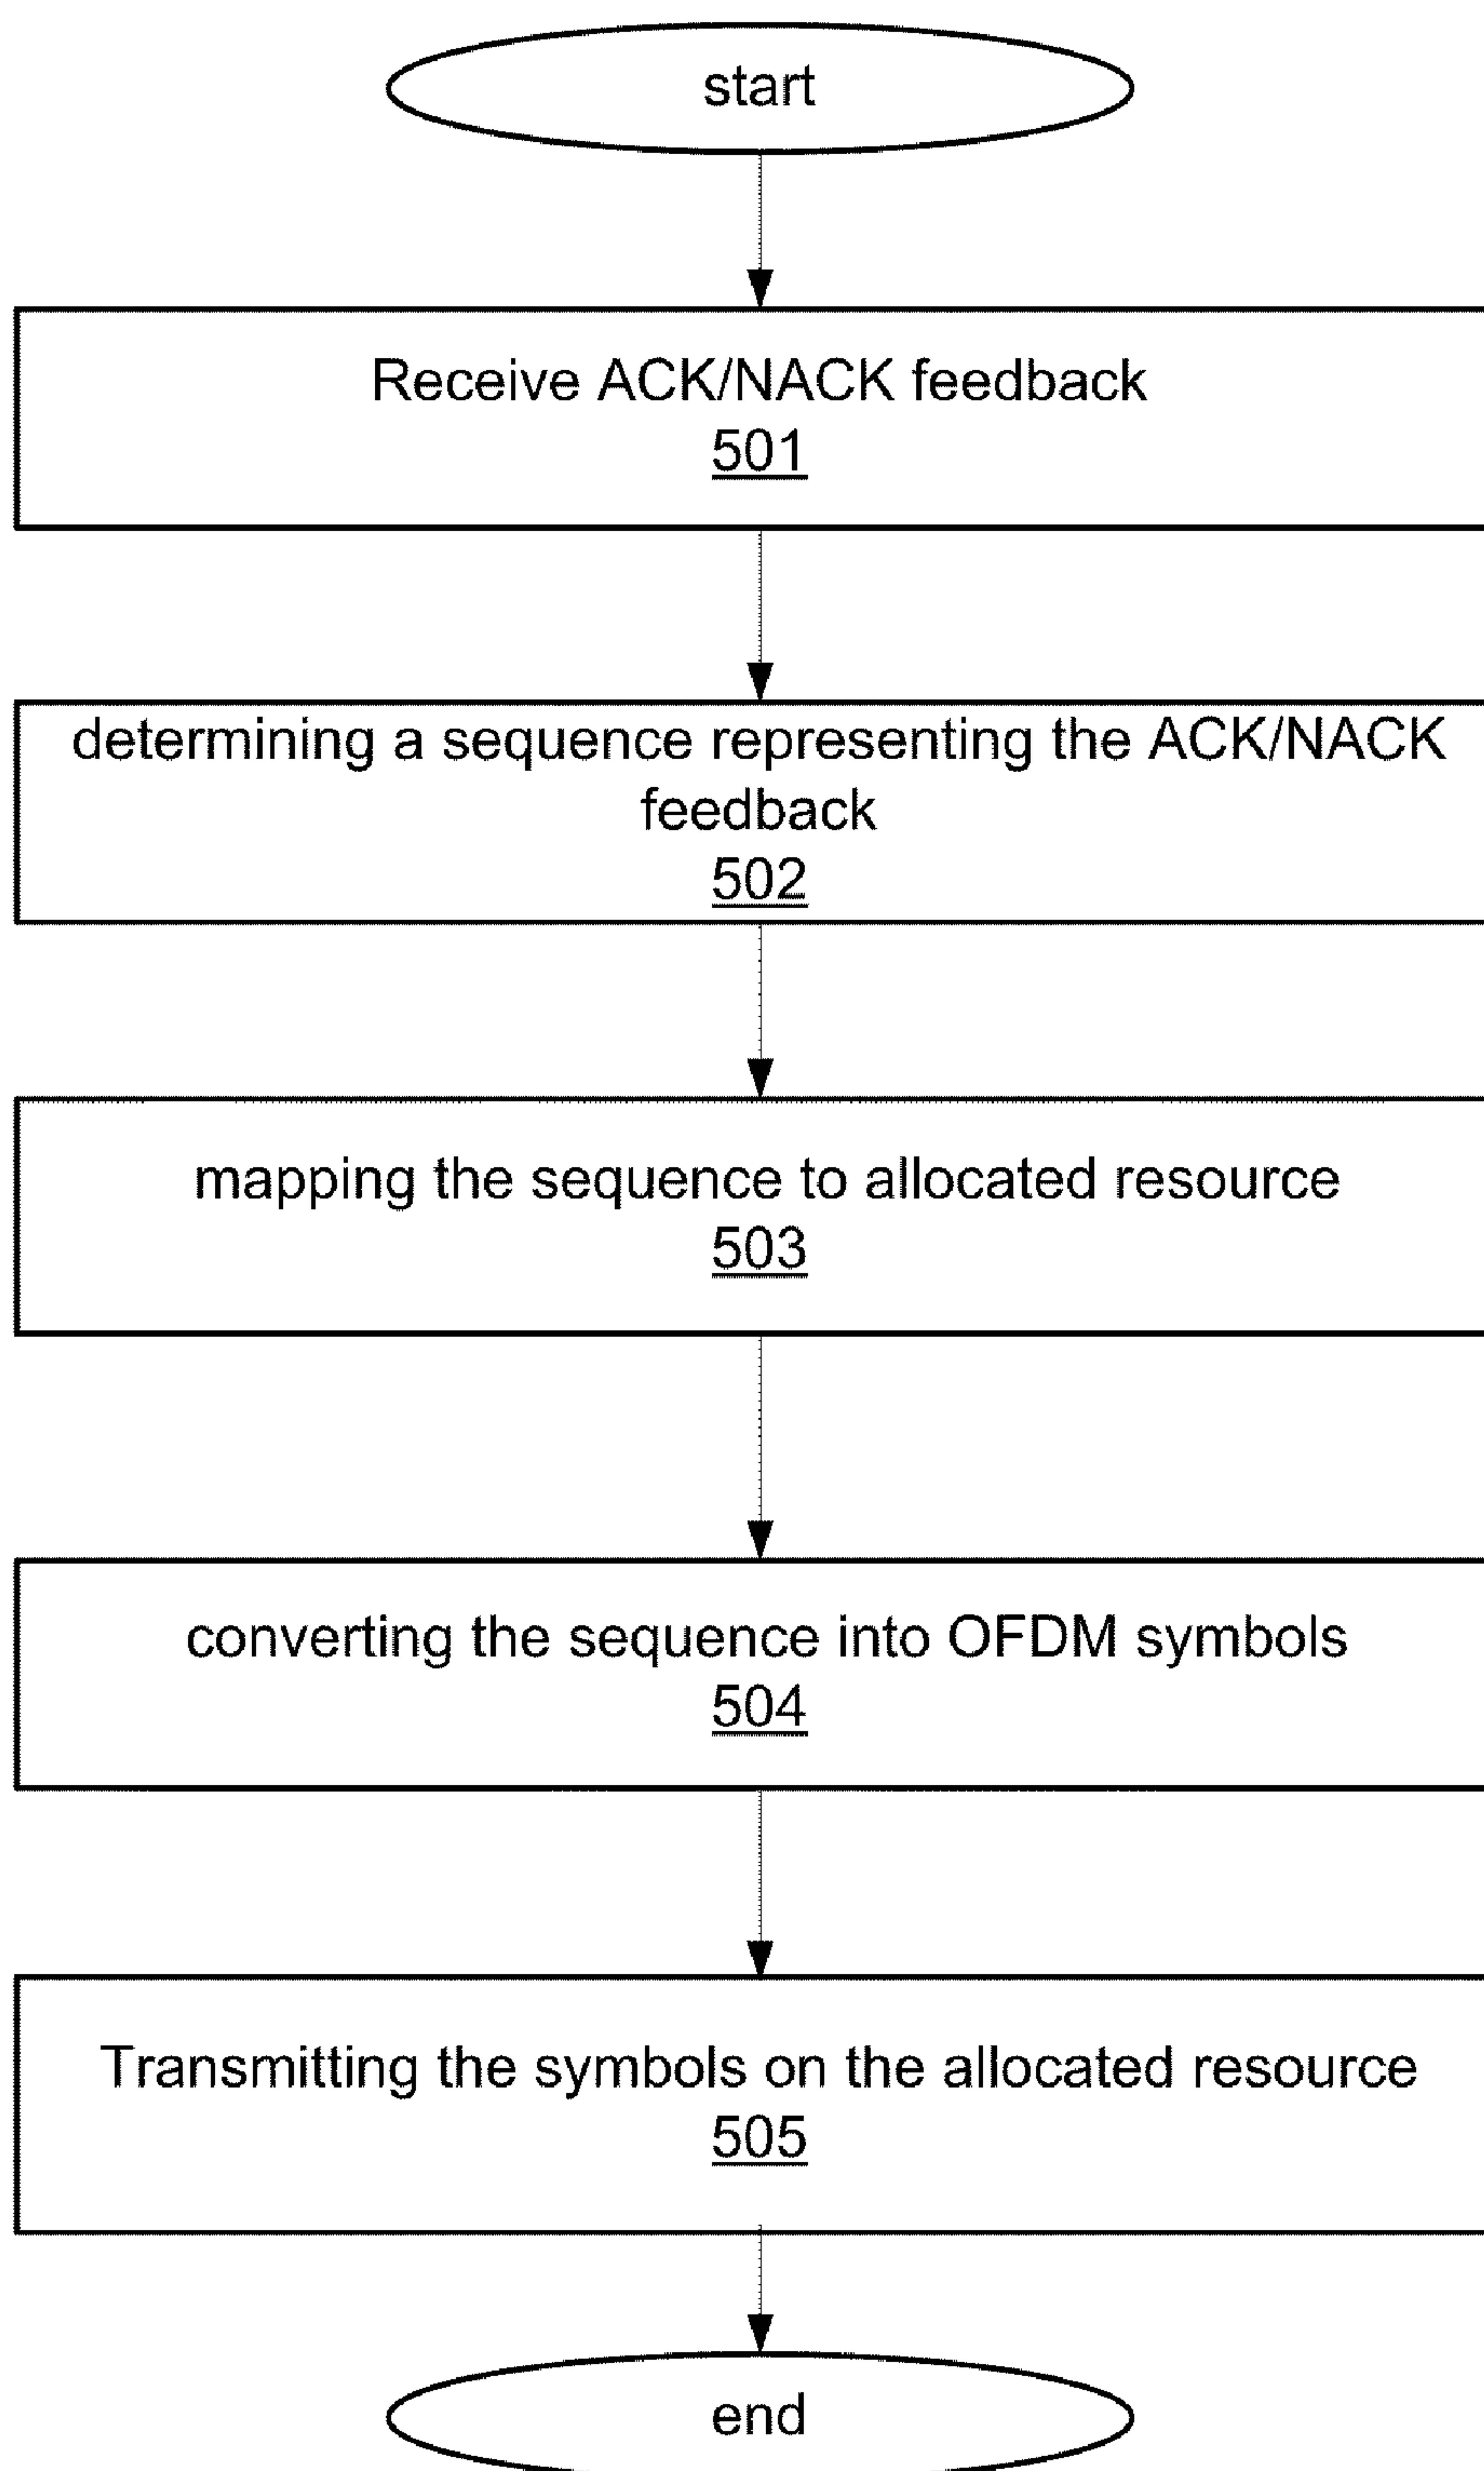 start
Receive ACK/NACK feedback
501
determining a sequence representing the ACK/NACK
feedback
502
mapping the sequence to allocated resource
503
converting the sequence into OFDM symbols
504
Transmitting the symbols on the allocated resource
505
end